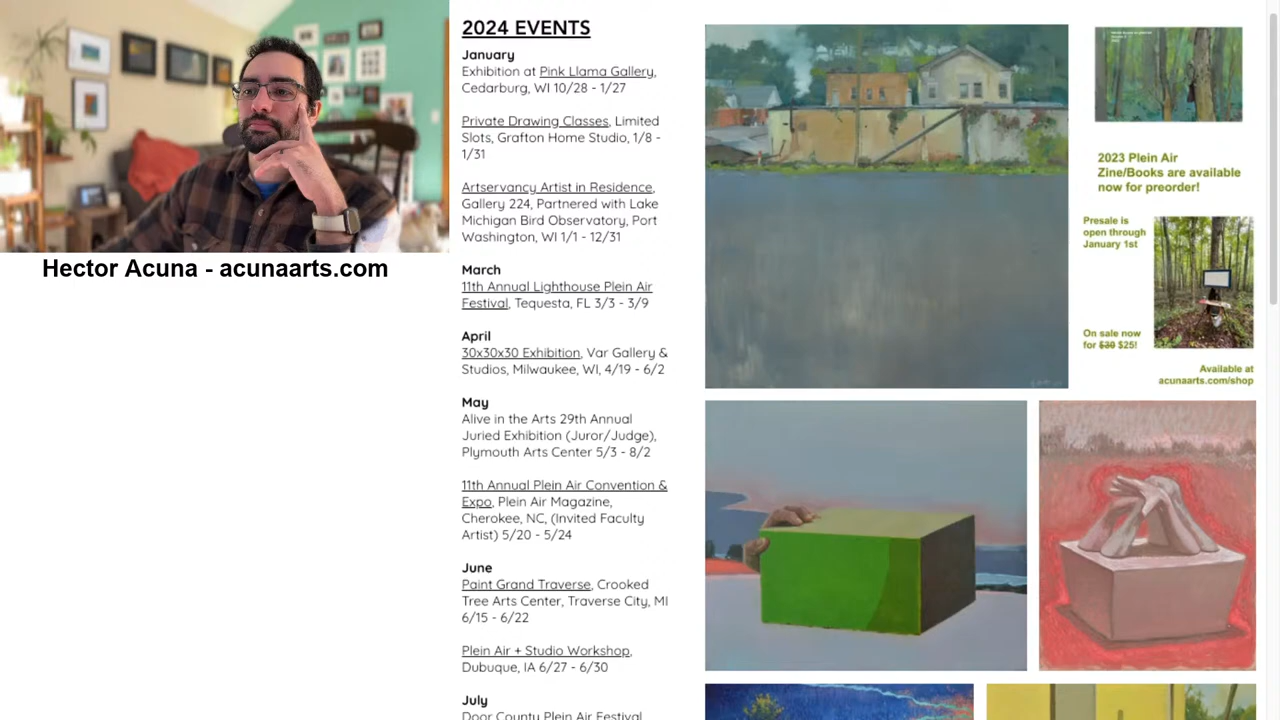 Hector Acuna - acunaarts.com
2024 EVENTS
January
Exhibition at Pink Llama Gallery,
Cedarburg, WI 10/28 - 1/27
Private Drawing Classes, Limited
Slots, Grafton Home Studio, 1/8 -
1/31
Artservancy Artist in Residence,
Gallery 224, Partnered with Lake
Michigan Bird Observatory, Port
Washington, WI 1/1 - 12/31
March
11th Annual Lighthouse Plein Air
Festival, Tequesta, FL 3/3 - 3/9
April
30x30x30 Exhibition, Var Gallery &
Studios, Milwaukee, WI, 4/19 - 6/2
May
Alive in the Arts 29th Annual
Juried Exhibition (Juror/Judge),
Plymouth Arts Center 5/3 - 8/2
11th Annual Plein Air Convention &
Expo, Plein Air Magazine,
Cherokee, NC, (Invited Faculty
Artist) 5/20 - 5/24
June
Paint Grand Traverse, Crooked
Tree Arts Center, Traverse City, MI
6/15 - 6/22
Plein Air + Studio Workshop,
Dubuque, IA 6/27 - 6/30
July
Door County Plein Air Festival
2023 Plein Air
Zine/Books are available
now for preorder!
Presale is
open through
January 1st
On sale now
for $30 $25!
Available at
acunaarts.com/shop